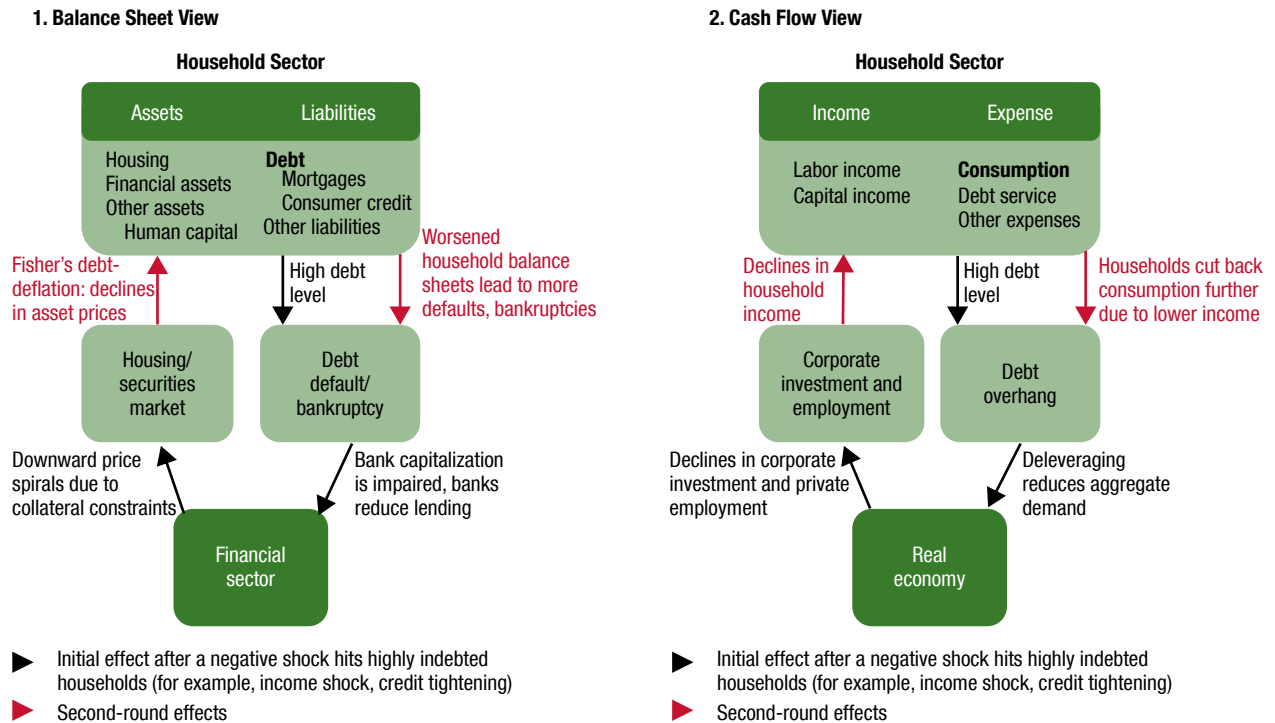 1. Balance Sheet View
Household Sector
Assets
Liabilities
Housing
Financial assets
Other assets
Human capital
Debt
Mortgages
Consumer credit
Other liabilities
Fisher's debt-
deflation: declines
in asset prices
High debt
level
Worsened
household balance
sheets lead to more
defaults, bankruptcies
Housing/
securities
market
Debt
default/
bankruptcy
Downward price
spirals due to
collateral constraints
Bank capitalization
is impaired, banks
reduce lending
Financial
sector
Initial effect after a negative shock hits highly indebted
households (for example, income shock, credit tightening)
Second-round effects
2. Cash Flow View
Household Sector
Income
Expense
Labor income
Capital income
Consumption
Debt service
Other expenses
Declines in
household
income
High debt
level
Households cut back
consumption further
due to lower income
Corporate
investment and
employment
Debt
overhang
Declines in corporate
investment and private
employment
Deleveraging
reduces aggregate
demand
Real
economy
Initial effect after a negative shock hits highly indebted
households (for example, income shock, credit tightening)
Second-round effects